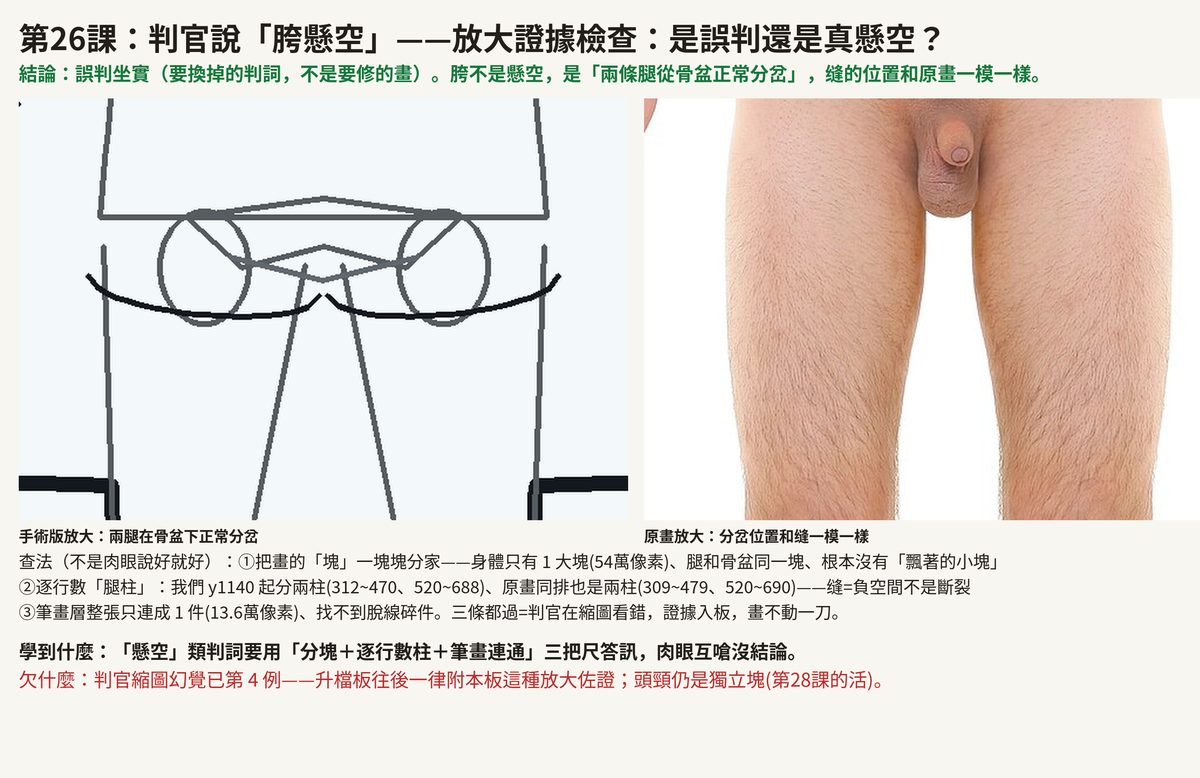 第26課：判官說「胯懸空」——放大證據檢查：是誤判還是真懸空？
結論：誤判坐實（要換掉的判詞，不是要修的畫）。胯不是懸空，是「兩條腿從骨盆正常分岔」，缝的位置和原畫一模一樣。
手術版放大：兩腿在骨盆下正常分岔
原畫放大：分岔位置和缝一模一樣
查法（不是肉眼說好就好）：①把畫的「塊」一塊塊分家——身體只有 1 大塊(54萬像素)、腿和骨盆同一塊、根本沒有「飄著的小塊」
②逐行數「腿柱」：我們 y1140 起分兩柱(312~470、520~688)、原畫同排也是兩柱(309~479、520~690)——缝=負空間不是斷裂
③筆畫層整張只連成 1 件(13.6萬像素)、找不到脫線碎件。三條都過=判官在縮圖看錯，證據入板，畫不動一刀。
學到什麼：「懸空」類判詞要用「分塊＋逐行數柱＋筆畫連通」三把尺答訊，肉眼互嗆沒結論。
欠什麼：判官縮圖幻覺已第 4 例——升檔板往後一律附本板這種放大佐證；頭頸仍是獨立塊(第28課的活)。